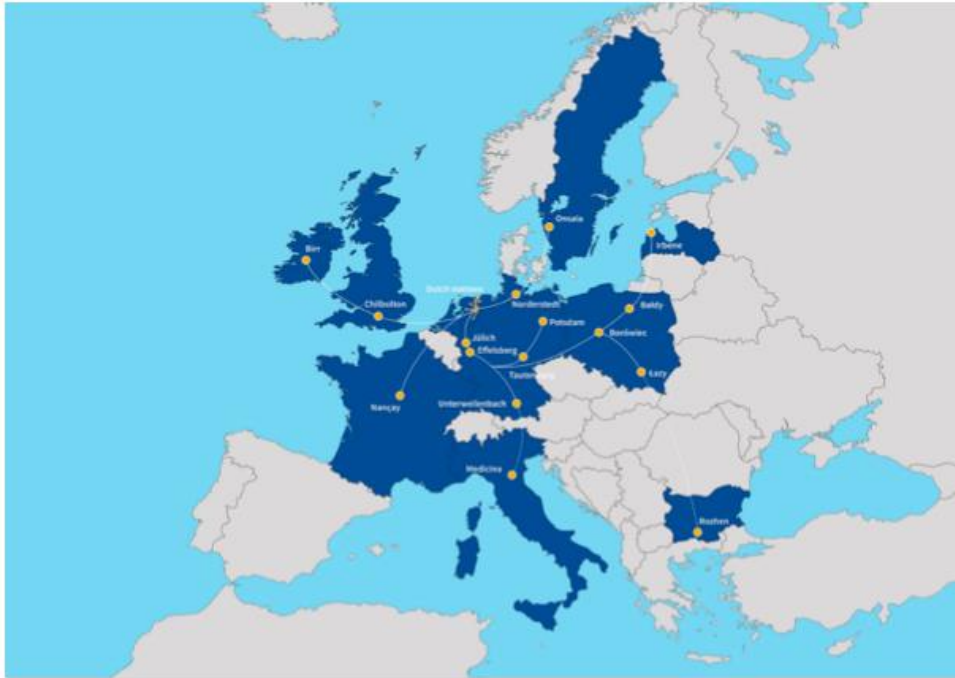 Onsala
Irbene
Birr
Dutch stations
Chilbolton
Norderstedt
Bałdy
Potsdam
Borówiec
Jülich
Effelsberg
Łazy
Nançay
Unterweilenbach
Medicina
Rozhen